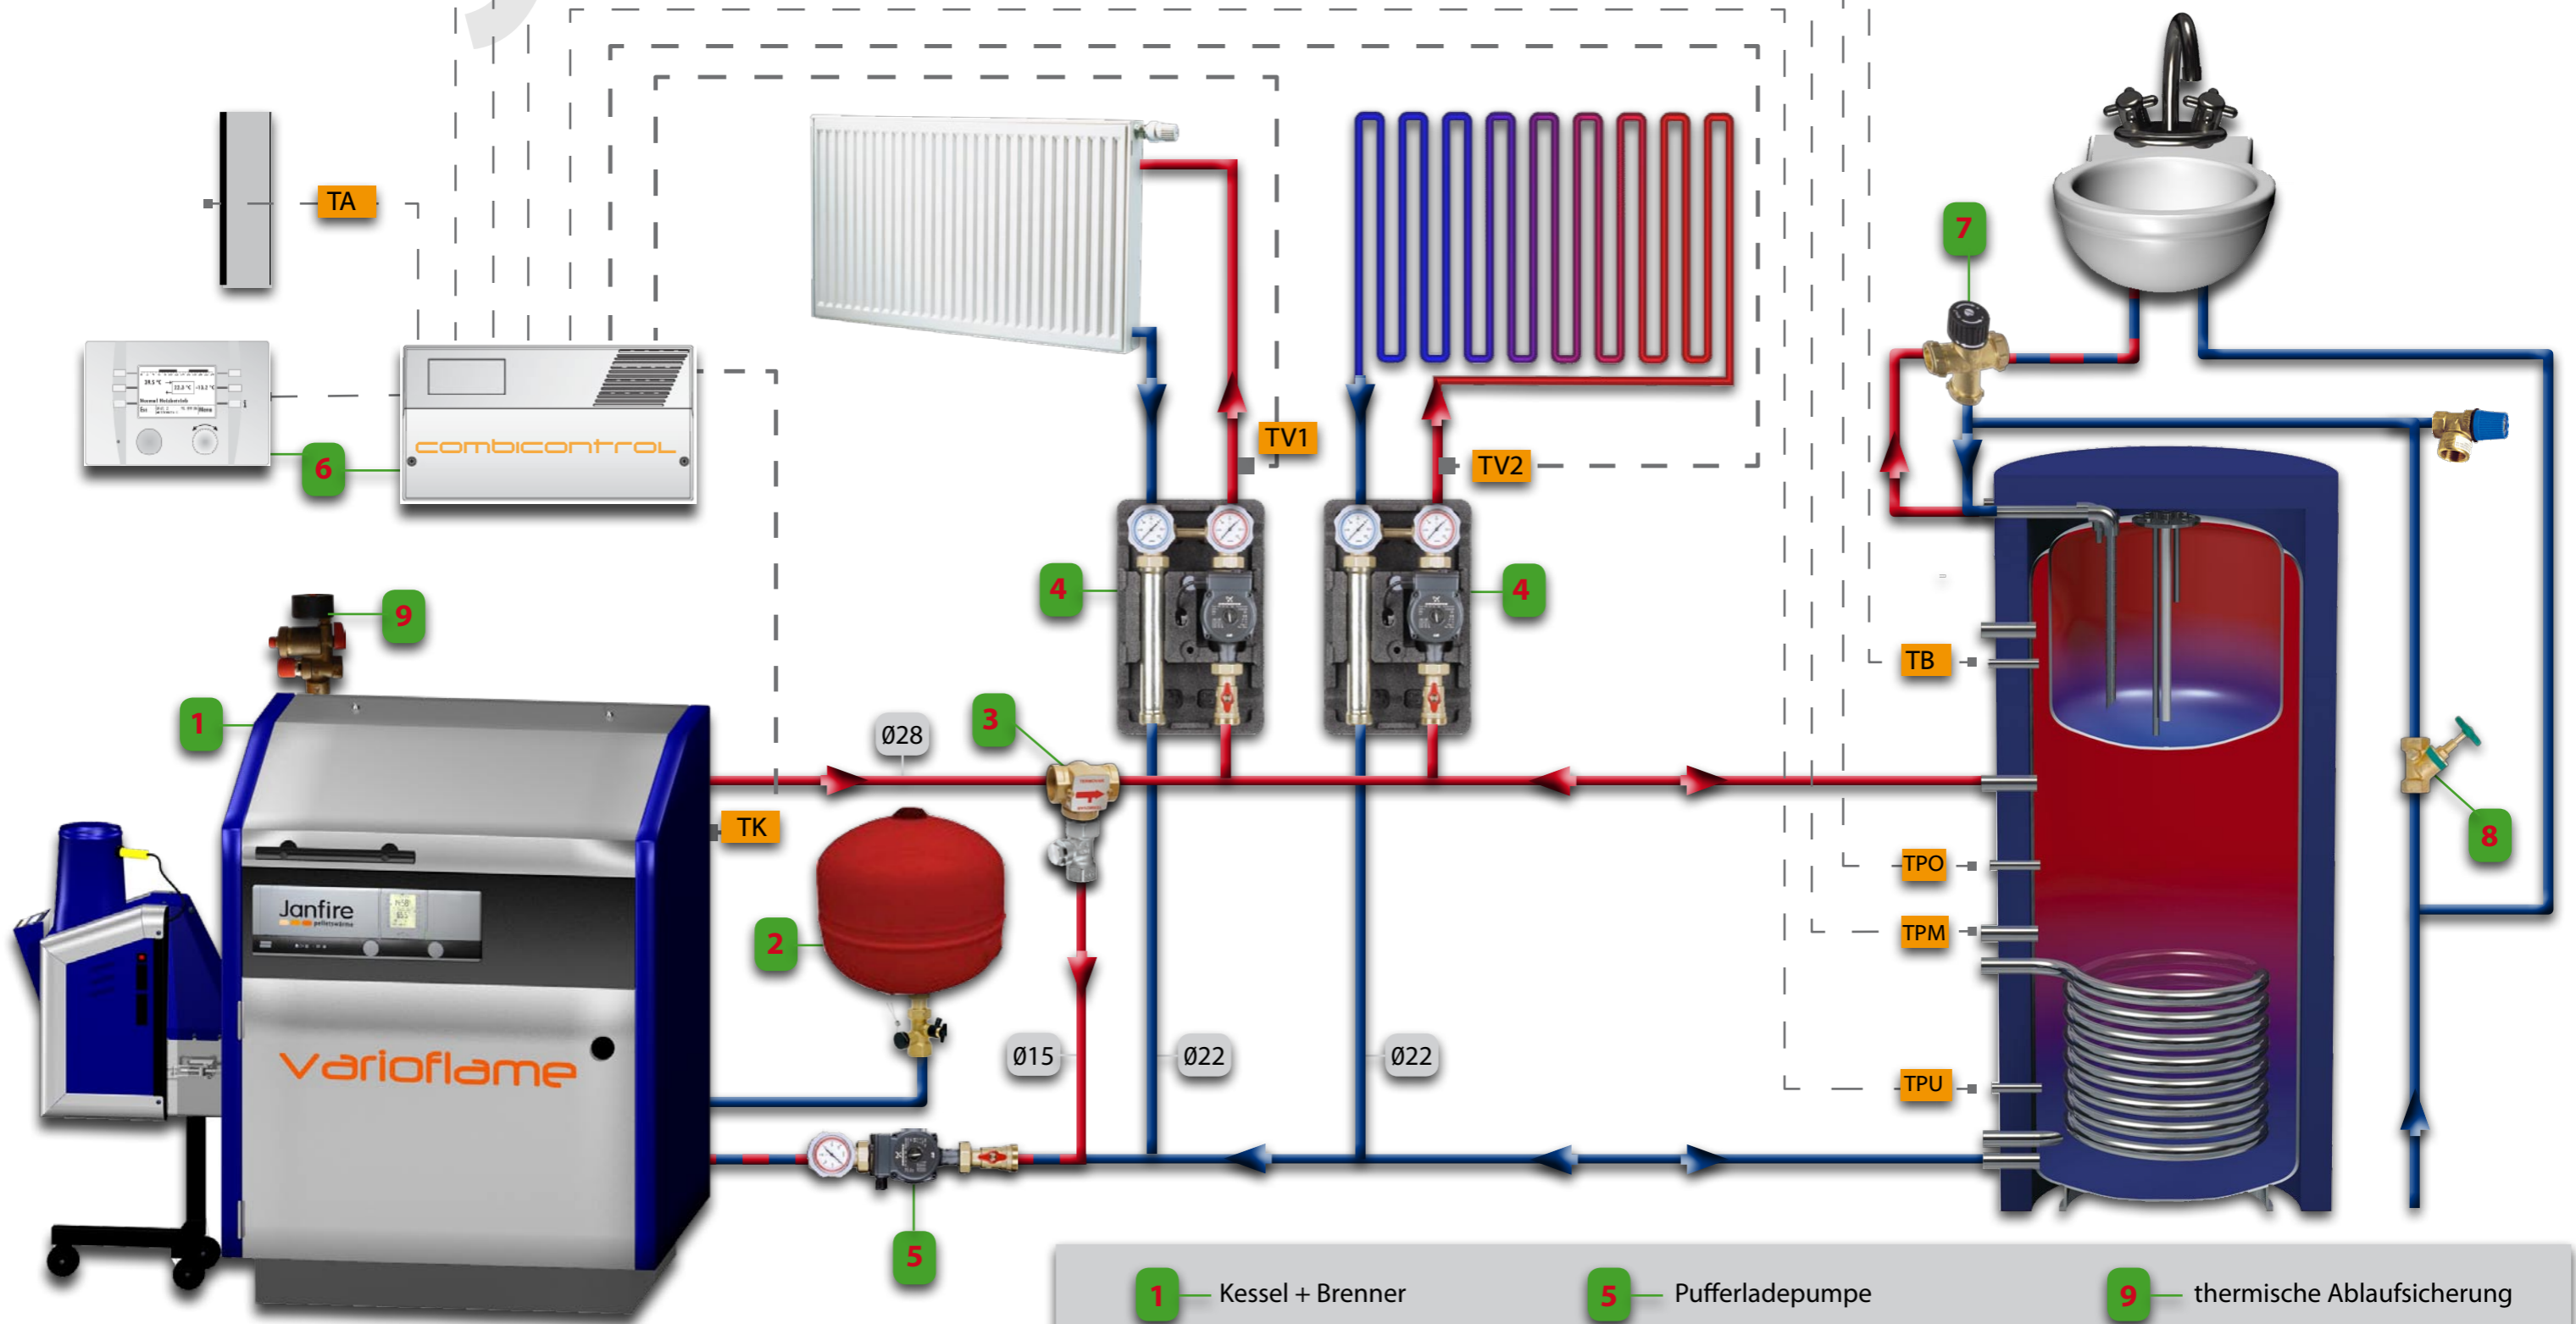 TA
6
combicontrol
TV1
TV2
7
4
4
9
1
3
Ø28
TK
TB
TPO
TPM
TPU
8
Janfire
pelletswärme
2
varioflame
Ø15
Ø22
Ø22
5
1 Kessel + Brenner
5 Pufferladepumpe
9 thermische Ablaufsicherung